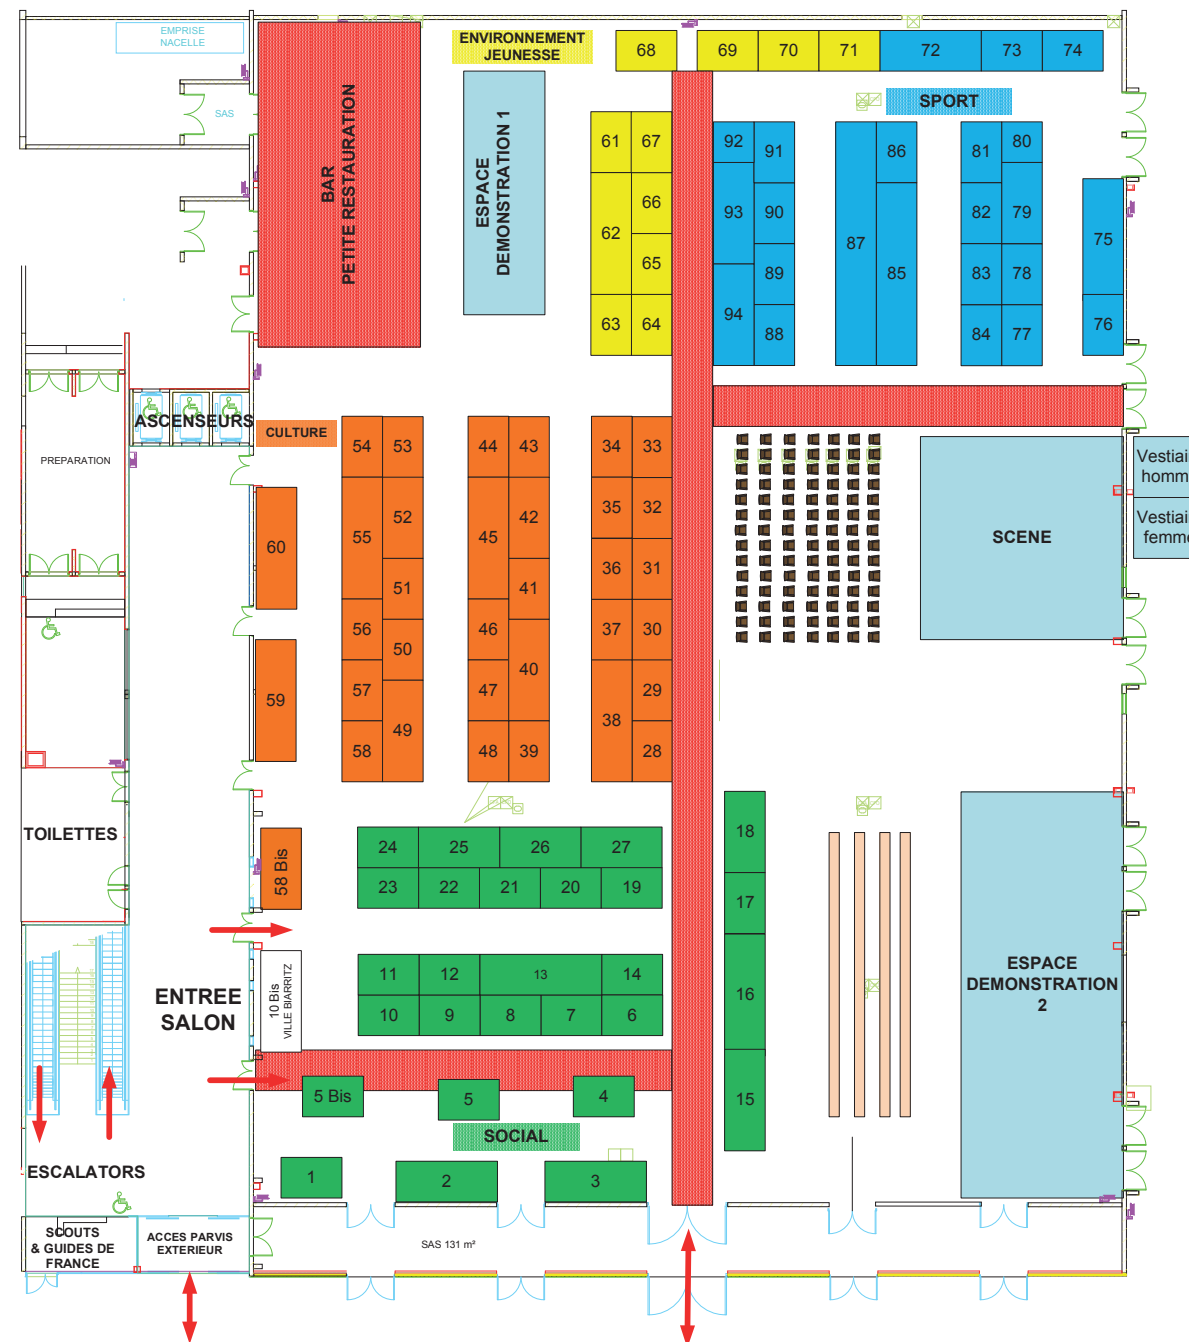 EMPRISE
NACELLE
SAS
BAR
PETITE RESTAURATION
ENVIRONNEMENT
JEUNESSE
ESPACE
DEMONSTRATION 1
68
69
70
71
72
73
74
SPORT
61
67
66
62
65
63
64
92
91
93
90
89
94
88
86
87
85
81
80
82
79
83
78
84
77
75
76
ASCENSEURS
CULTURE
PREPARATION
54
53
52
55
51
56
50
57
49
58
44
43
42
45
41
46
40
47
48
39
34
33
35
32
36
31
37
30
29
38
28
60
59
58 Bis
SCENE
Vestiai
homm
Vestiai
femme
TOILETTES
24
25
26
27
23
22
21
20
19
18
17
16
15
11
12
13
14
10
9
8
7
6
10 Bis
VILLE BIARRITZ
ENTREE
SALON
ESPACE
DEMONSTRATION
2
5 Bis
5
4
SOCIAL
1
2
3
ESCALATORS
SCOUTS
& GUIDES DE
FRANCE
ACCES PARVIS
EXTERIEUR
SAS 131 m²